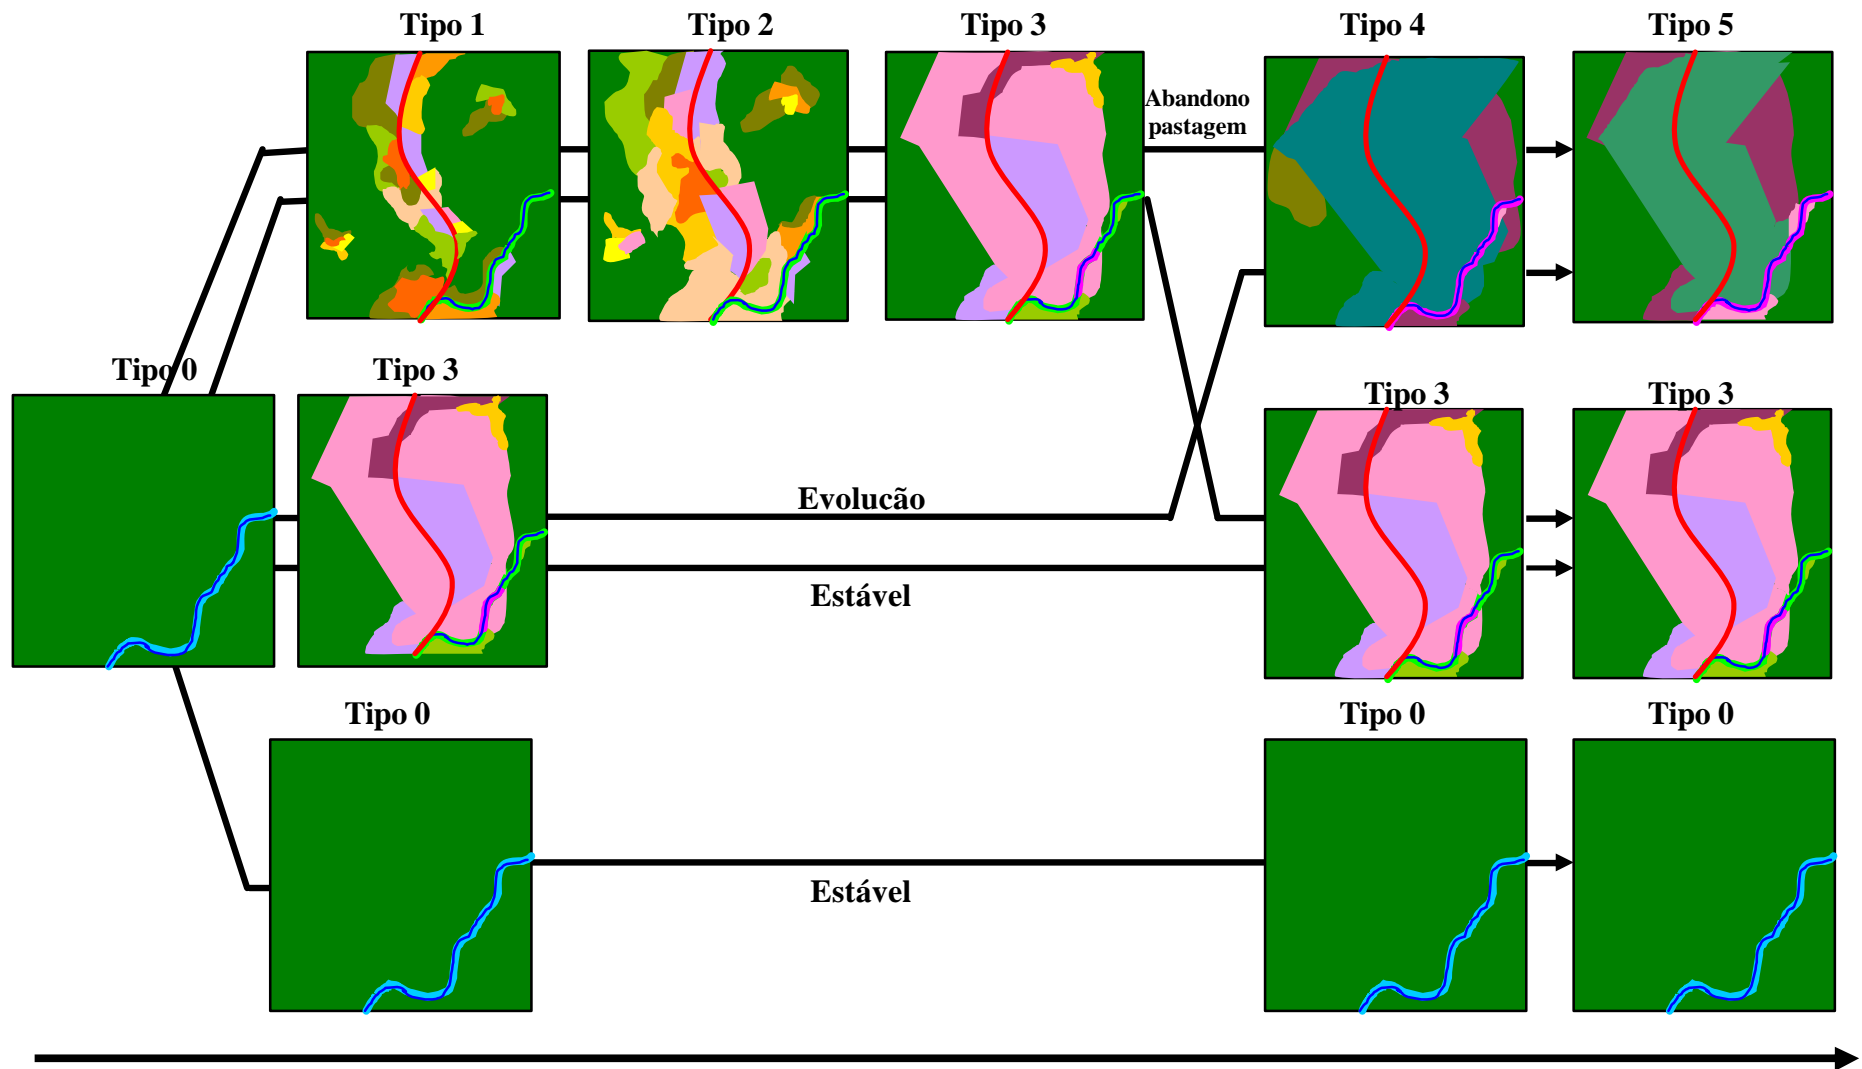 Tipo 1
Tipo 2
Tipo 3
Tipo 4
Tipo 5
Abandono
pastagem
Tipo 0
Tipo 3
Tipo 3
Tipo 3
Evolucão
Estável
Tipo 0
Tipo 0
Tipo 0
Estável